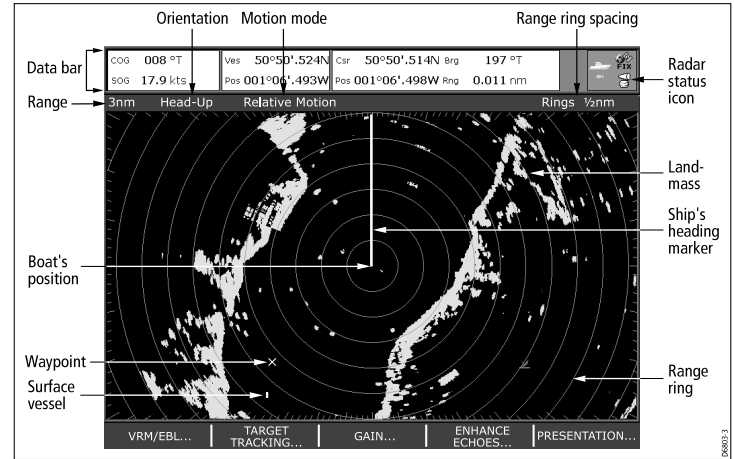 Orientation Motion mode Range ring spacing
Data bar
COG 008 °T
SOG 17.9 kts
Ves 50°50'.524N
Pos 001°06'.493W
Csr 50°50'.514N Brg 197 °T
Pos 001°06'.498W Rng 0.011 nm
FIX
Radar
status
icon
Range
3nm Head-Up Relative Motion Rings ½nm
Land-
mass
Ship's
heading
marker
Boat's
position
Waypoint
Surface
vessel
Range
ring
VRM/EBL... TARGET TRACKING... GAIN... ENHANCE ECHOES... PRESENTATION...
D6803-3